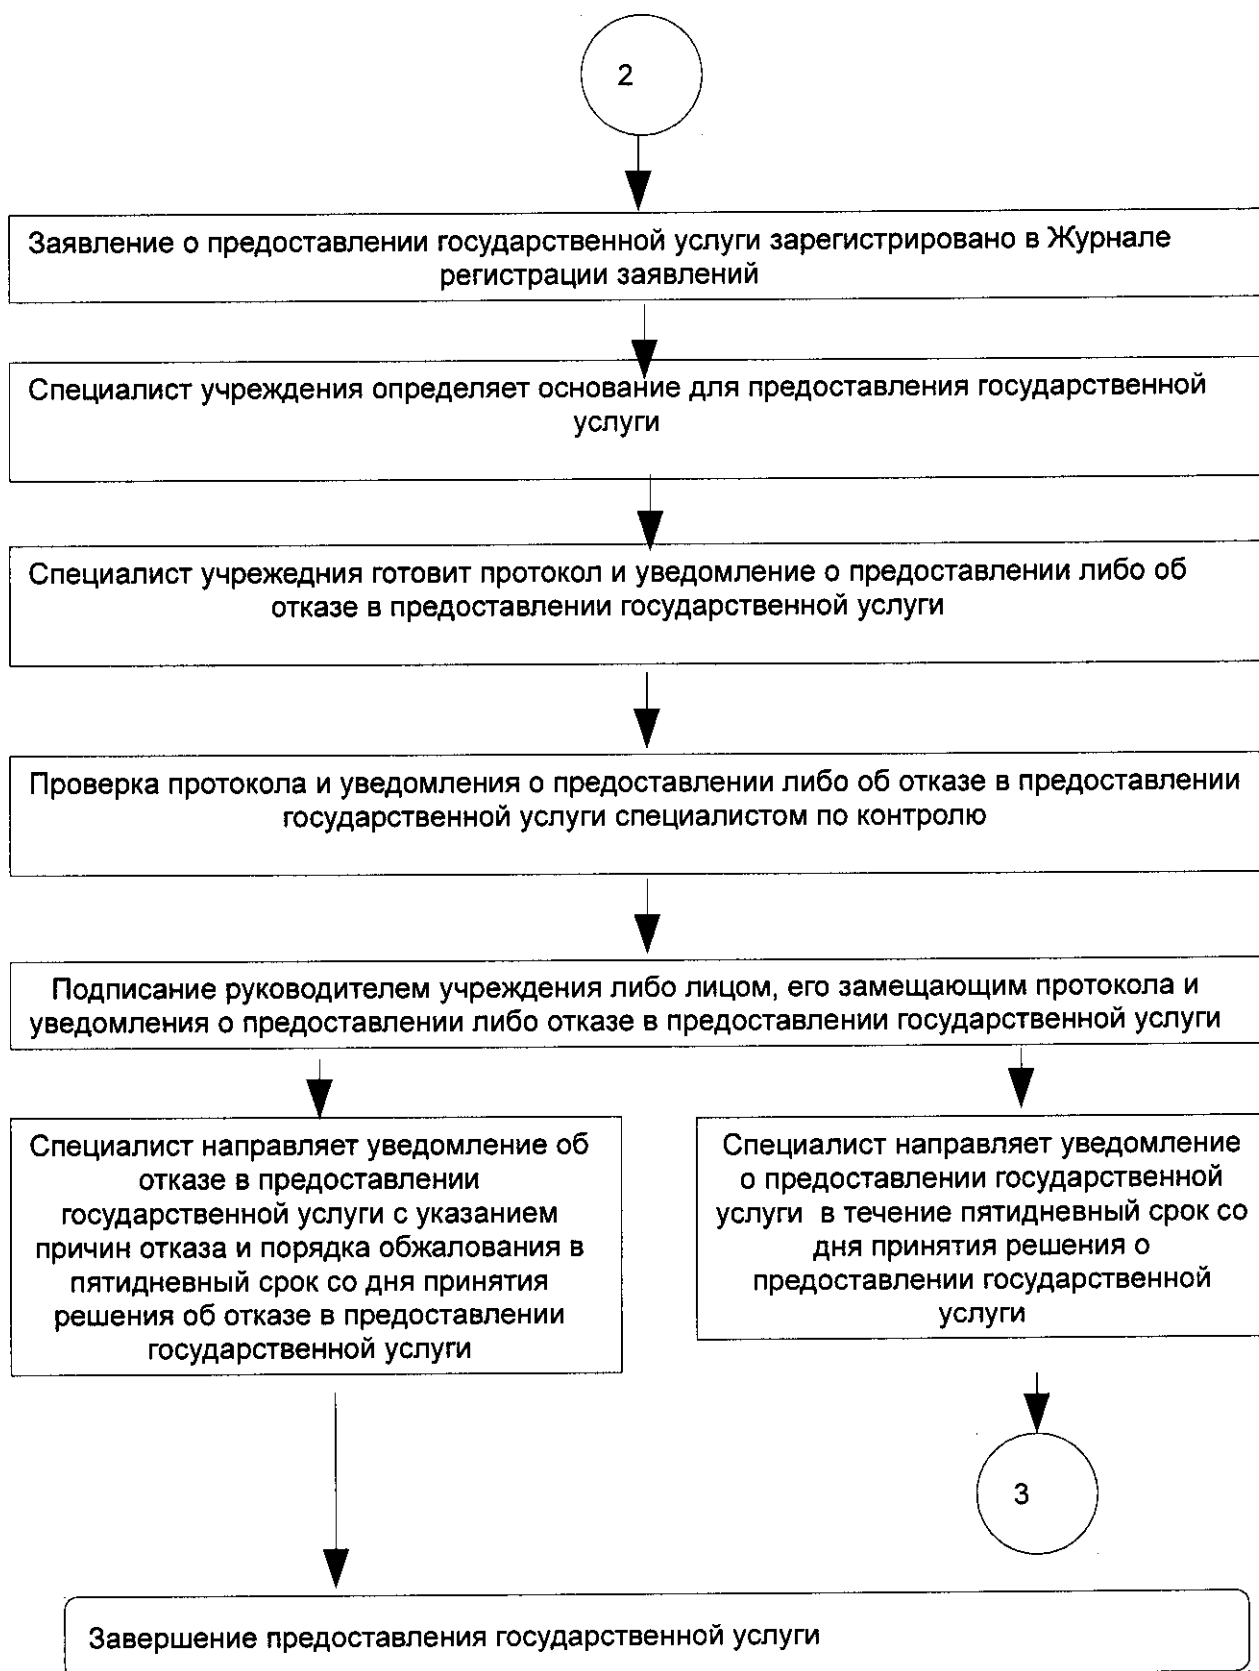 2
Заявление о предоставлении государственной услуги зарегистрировано в Журнале
регистрации заявлений
Специалист учреждения определяет основание для предоставления государственной
услуги
Специалист учрежедния готовит протокол и уведомление о предоставлении либо об
отказе в предоставлении государственной услуги
Проверка протокола и уведомления о предоставлении либо об отказе в предоставлении
государственной услуги специалистом по контролю
Подписание руководителем учреждения либо лицом, его замещающим протокола и
уведомления о предоставлении либо отказе в предоставлении государственной услуги
Специалист направляет уведомление об
отказе в предоставлении
государственной услуги с указанием
причин отказа и порядка обжалования в
пятидневный срок со дня принятия
решения об отказе в предоставлении
государственной услуги
Специалист направляет уведомление
о предоставлении государственной
услуги в течение пятидневный срок со
дня принятия решения о
предоставлении государственной
услуги
3
Завершение предоставления государственной услуги